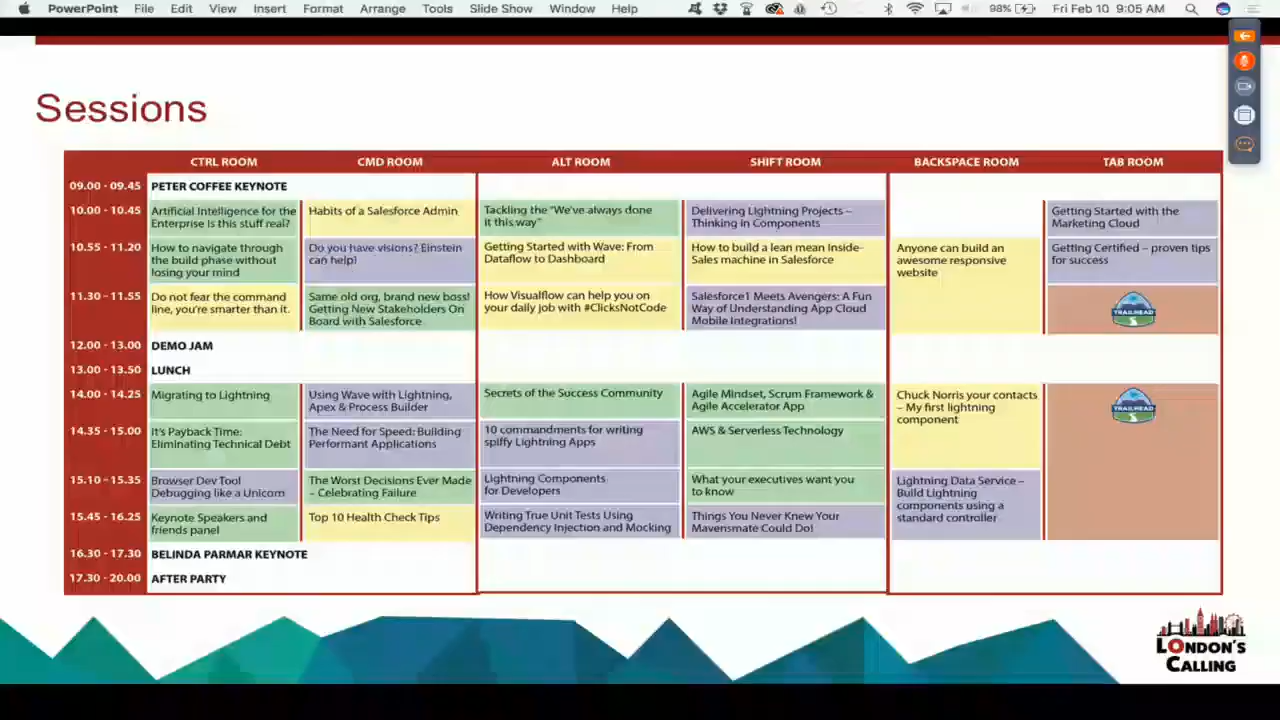 PowerPoint File Edit View Insert Format Arrange Tools Slide Show Window Help 98% Fri Feb 10 9:05 AM
Sessions
CTRL ROOM CMD ROOM ALT ROOM SHIFT ROOM BACKSPACE ROOM TAB ROOM
09.00 - 09.45 PETER COFFEE KEYNOTE
10.00 - 10.45
Artificial Intelligence for the
Enterprise Is this stuff real?
Habits of a Salesforce Admin
Tackling the "We've always done
it this way"
Delivering Lightning Projects –
Thinking in Components
Getting Started with the
Marketing Cloud
10.55 - 11.20
How to navigate through
the build phase without
losing your mind
Do you have visions? Einstein
can help!
Getting Started with Wave: From
Dataflow to Dashboard
How to build a lean mean Inside-
Sales machine in Salesforce
Anyone can build an
awesome responsive
website
Getting Certified – proven tips
for success
11.30 - 11.55
Do not fear the command
line, you're smarter than it.
Same old org, brand new boss!
Getting New Stakeholders On
Board with Salesforce
How Visualflow can help you on
your daily job with #ClicksNotCode
Salesforce1 Meets Avengers: A Fun
Way of Understanding App Cloud
Mobile Integrations!
TRAILHEAD
12.00 - 13.00 DEMO JAM
13.00 - 13.50 LUNCH
14.00 - 14.25
Migrating to Lightning
Using Wave with Lightning,
Apex & Process Builder
Secrets of the Success Community
Agile Mindset, Scrum Framework &
Agile Accelerator App
Chuck Norris your contacts
– My first lightning
component
TRAILHEAD
14.35 - 15.00
It's Payback Time:
Eliminating Technical Debt
The Need for Speed: Building
Performant Applications
10 commandments for writing
spiffy Lightning Apps
AWS & Serverless Technology
15.10 - 15.35
Browser Dev Tool
Debugging like a Unicorn
The Worst Decisions Ever Made
– Celebrating Failure
Lightning Components
for Developers
What your executives want you
to know
Lightning Data Service –
Build Lightning
components using a
standard controller
15.45 - 16.25
Keynote Speakers and
friends panel
Top 10 Health Check Tips
Writing True Unit Tests Using
Dependency Injection and Mocking
Things You Never Knew Your
Mavensmate Could Do!
16.30 - 17.30 BELINDA PARMAR KEYNOTE
17.30 - 20.00 AFTER PARTY
LONDON'S
CALLING